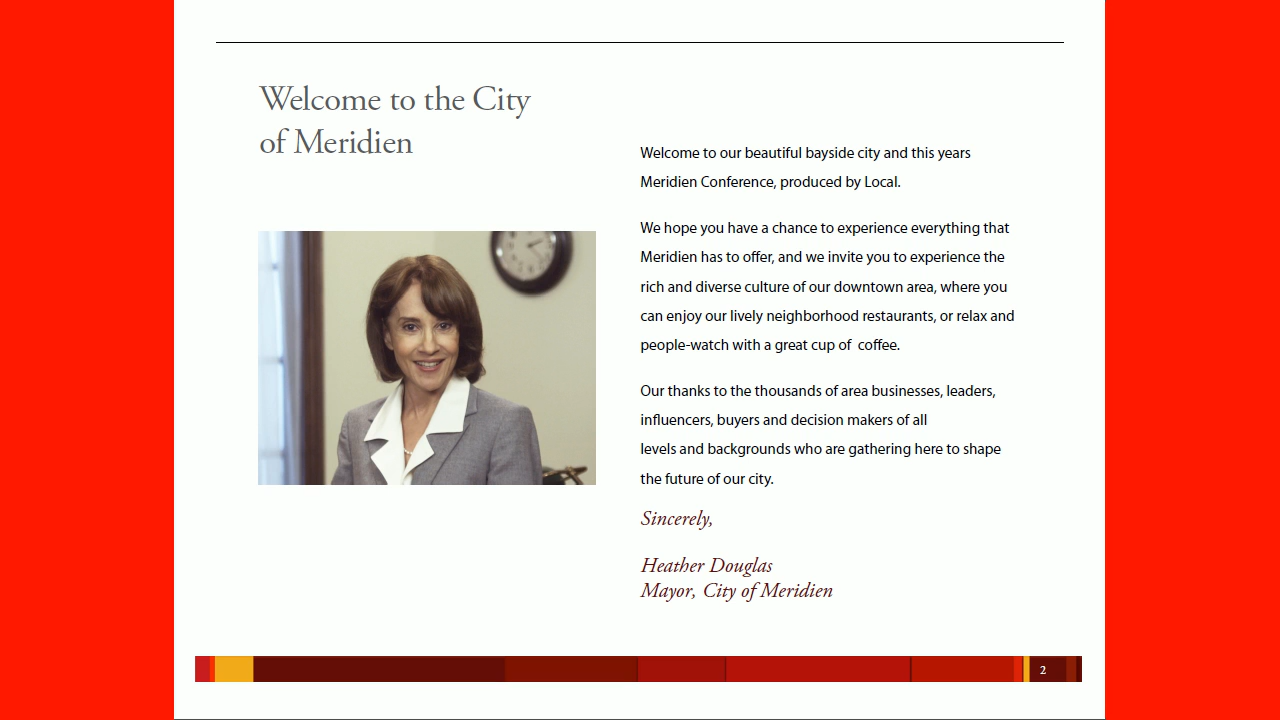 Welcome to the City
of Meridien
Welcome to our beautiful bayside city and this years
Meridien Conference, produced by Local.
We hope you have a chance to experience everything that
Meridien has to offer, and we invite you to experience the
rich and diverse culture of our downtown area, where you
can enjoy our lively neighborhood restaurants, or relax and
people-watch with a great cup of  coffee.
Our thanks to the thousands of area businesses, leaders,
influencers, buyers and decision makers of all
levels and backgrounds who are gathering here to shape
the future of our city.
Sincerely,
Heather Douglas
Mayor, City of Meridien
2